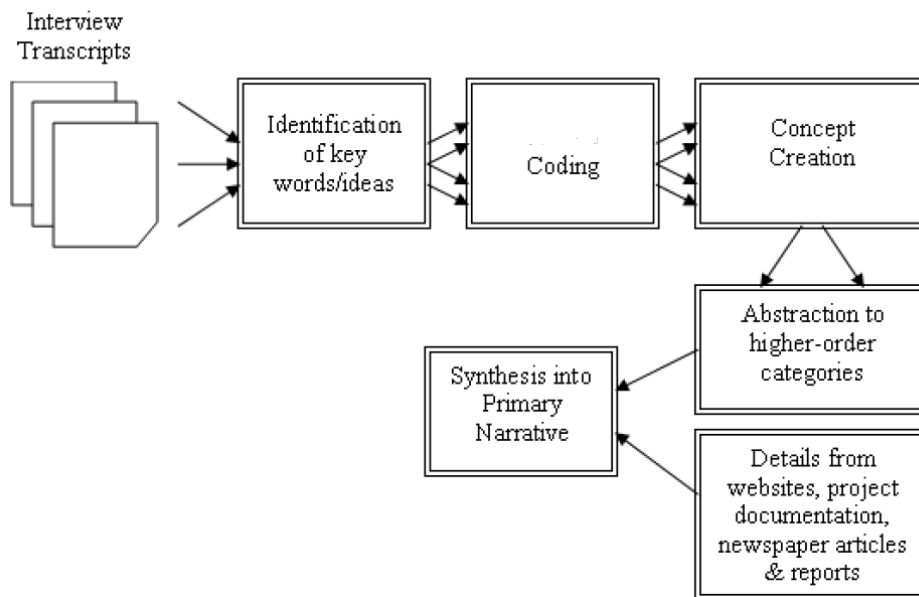 Interview
Transcripts
Identification
of key
words/ideas
Coding
Concept
Creation
Abstraction to
higher-order
categories
Synthesis into
Primary
Narrative
Details from
websites, project
documentation,
newspaper articles
& reports